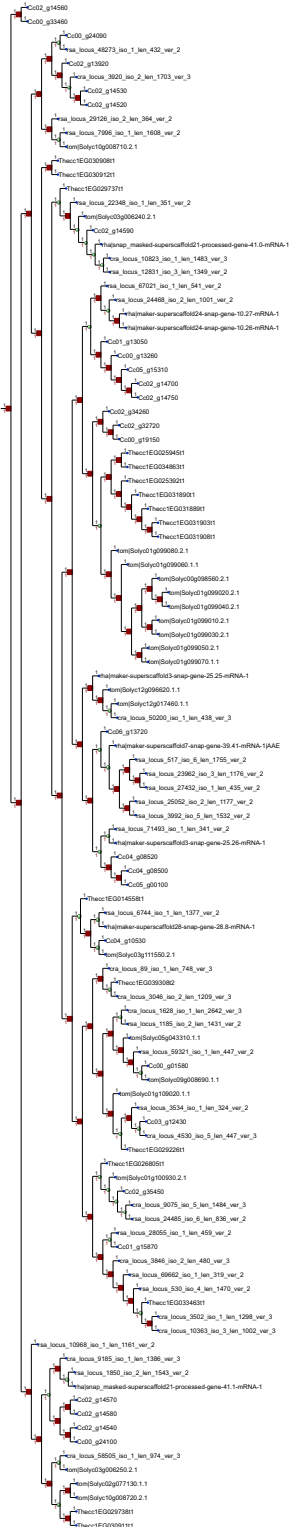 Cc02_g14560
Cc00_g33460
Cc00_g24090
rsa_locus_48273_iso_1_len_432_ver_2
Cc02_g13920
cra_locus_3920_iso_2_len_1703_ver_3
Cc02_g14530
Cc02_g14520
rsa_locus_29126_iso_2_len_364_ver_2
rsa_locus_7996_iso_1_len_1608_ver_2
tom|Solyc10g008710.2.1
Thecc1EG030908t1
Thecc1EG030912t1
Thecc1EG029737t1
rsa_locus_22348_iso_1_len_351_ver_2
tom|Solyc03g006240.2.1
Cc02_g14590
rha|snap_masked-superscaffold21-processed-gene-41.0-mRNA-1
cra_locus_10823_iso_1_len_1483_ver_3
rsa_locus_12831_iso_3_len_1349_ver_2
rsa_locus_67021_iso_1_len_541_ver_2
rsa_locus_24468_iso_2_len_1001_ver_2
rha|maker-superscaffold24-snap-gene-10.27-mRNA-1
rha|maker-superscaffold24-snap-gene-10.26-mRNA-1
Cc01_g13050
Cc00_g13260
Cc05_g15310
Cc02_g14700
Cc02_g14750
Cc02_g34260
Cc02_g32720
Cc00_g19150
Thecc1EG025945t1
Thecc1EG034863t1
Thecc1EG025392t1
Thecc1EG031890t1
Thecc1EG031889t1
Thecc1EG031903t1
Thecc1EG031908t1
tom|Solyc01g099080.2.1
tom|Solyc01g099060.1.1
tom|Solyc00g098560.2.1
tom|Solyc01g099020.2.1
tom|Solyc01g099040.2.1
tom|Solyc01g099010.2.1
tom|Solyc01g099030.2.1
tom|Solyc01g099050.2.1
tom|Solyc01g099070.1.1
rha|maker-superscaffold3-snap-gene-25.25-mRNA-1
tom|Solyc12g096620.1.1
tom|Solyc12g017460.1.1
cra_locus_50200_iso_1_len_438_ver_3
Cc06_g13720
rha|maker-superscaffold7-snap-gene-39.41-mRNA-1|AAE
rsa_locus_517_iso_6_len_1755_ver_2
rsa_locus_23962_iso_3_len_1176_ver_2
rsa_locus_27432_iso_1_len_435_ver_2
rsa_locus_25052_iso_2_len_1177_ver_2
rsa_locus_3992_iso_5_len_1532_ver_2
rsa_locus_71493_iso_1_len_341_ver_2
rha|maker-superscaffold3-snap-gene-25.26-mRNA-1
Cc04_g08520
Cc04_g08500
Cc05_g00100
Thecc1EG014558t1
rsa_locus_6744_iso_1_len_1377_ver_2
rha|maker-superscaffold28-snap-gene-28.8-mRNA-1
Cc04_g10530
tom|Solyc03g111550.2.1
cra_locus_89_iso_1_len_748_ver_3
Thecc1EG039308t2
cra_locus_3046_iso_2_len_1209_ver_3
cra_locus_1628_iso_1_len_2642_ver_3
rsa_locus_1185_iso_2_len_1431_ver_2
tom|Solyc05g043310.1.1
rsa_locus_59321_iso_1_len_447_ver_2
Cc00_g01580
tom|Solyc09g008690.1.1
tom|Solyc01g109020.1.1
rsa_locus_3534_iso_1_len_324_ver_2
Cc03_g12430
cra_locus_4530_iso_5_len_447_ver_3
Thecc1EG029226t1
Thecc1EG026805t1
tom|Solyc01g100930.2.1
Cc02_g35450
cra_locus_9075_iso_5_len_1484_ver_3
rsa_locus_24485_iso_6_len_836_ver_2
rsa_locus_28055_iso_1_len_459_ver_2
Cc01_g15870
cra_locus_3846_iso_2_len_480_ver_3
rsa_locus_69662_iso_1_len_319_ver_2
rsa_locus_530_iso_4_len_1470_ver_2
Thecc1EG033463t1
cra_locus_3502_iso_1_len_1298_ver_3
cra_locus_10363_iso_3_len_1002_ver_3
rsa_locus_10968_iso_1_len_1161_ver_2
cra_locus_9185_iso_1_len_1386_ver_3
rsa_locus_1850_iso_2_len_1543_ver_2
rha|snap_masked-superscaffold21-processed-gene-41.1-mRNA-1
Cc02_g14570
Cc02_g14580
Cc02_g14540
Cc00_g24100
cra_locus_58505_iso_1_len_974_ver_3
tom|Solyc03g006250.2.1
tom|Solyc02g077130.1.1
tom|Solyc10g008720.2.1
Thecc1EG029738t1
Thecc1EG030911t1